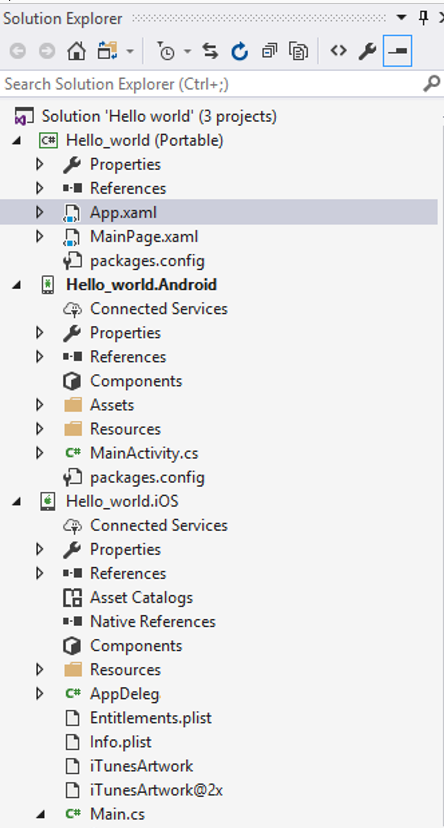 Solution Explorer
Search Solution Explorer (Ctrl+;)
Solution 'Hello world' (3 projects)
C# Hello_world (Portable)
Properties
References
App.xaml
MainPage.xaml
packages.config
Hello_world.Android
Connected Services
Properties
References
Components
Assets
Resources
C# MainActivity.cs
packages.config
Hello_world.iOS
Connected Services
Properties
References
Asset Catalogs
Native References
Components
Resources
C# AppDeleg
Entitlements.plist
Info.plist
iTunesArtwork
iTunesArtwork@2x
C# Main.cs